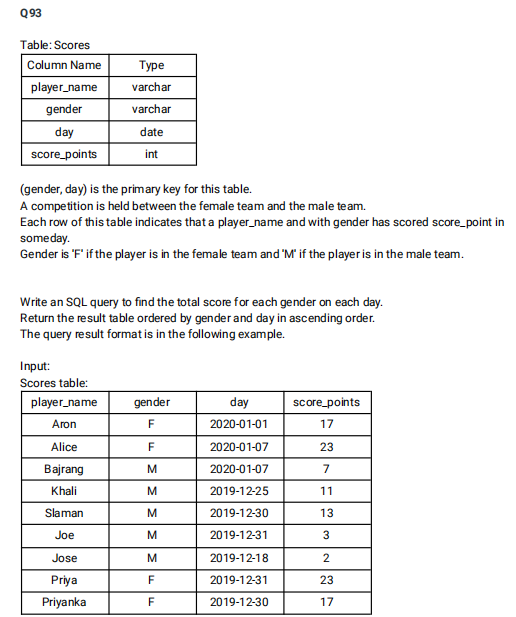 Q93
Table: Scores
Column Name Type
player_name varchar
gender varchar
day date
score_points int
(gender, day) is the primary key for this table.
A competition is held between the female team and the male team.
Each row of this table indicates that a player_name and with gender has scored score_point in
someday.
Gender is 'F' if the player is in the female team and 'M' if the player is in the male team.
Write an SQL query to find the total score for each gender on each day.
Return the result table ordered by gender and day in ascending order.
The query result format is in the following example.
Input:
Scores table:
player_name gender day score_points
Aron F 2020-01-01 17
Alice F 2020-01-07 23
Bajrang M 2020-01-07 7
Khali M 2019-12-25 11
Slaman M 2019-12-30 13
Joe M 2019-12-31 3
Jose M 2019-12-18 2
Priya F 2019-12-31 23
Priyanka F 2019-12-30 17